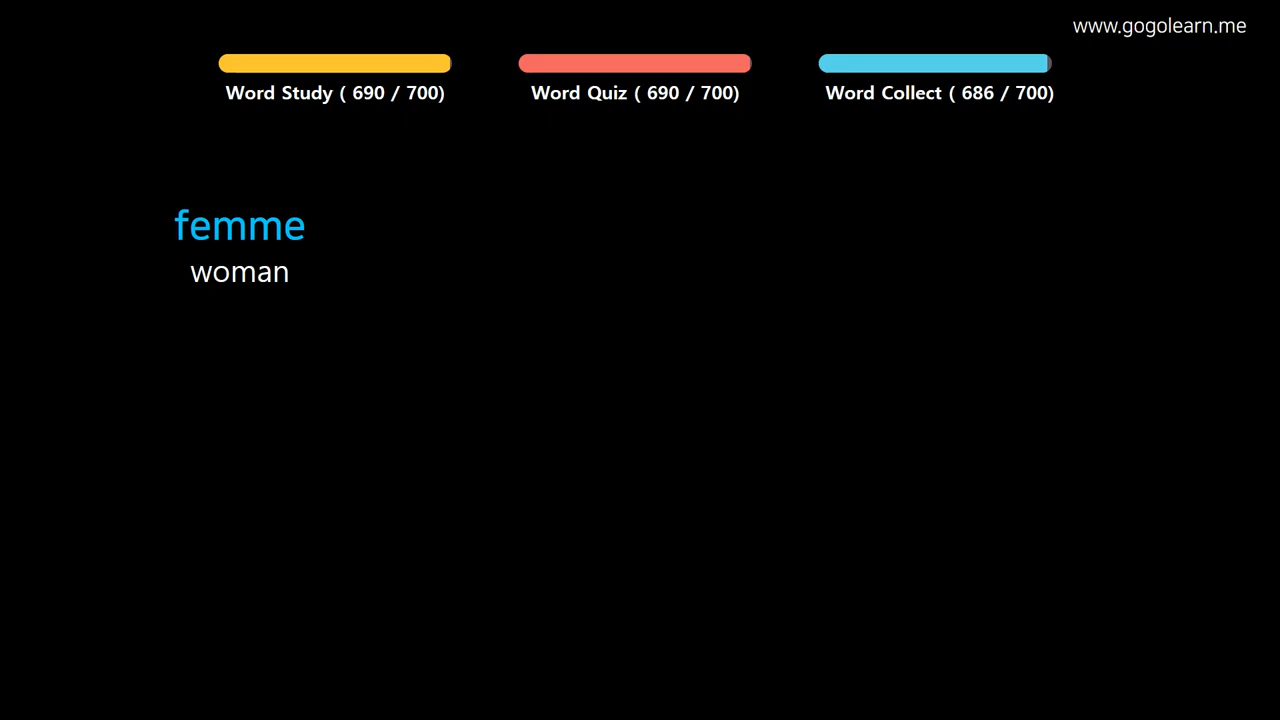 www.gogolearn.me
Word Study ( 690 / 700)
Word Quiz ( 690 / 700)
Word Collect ( 686 / 700)
femme
woman